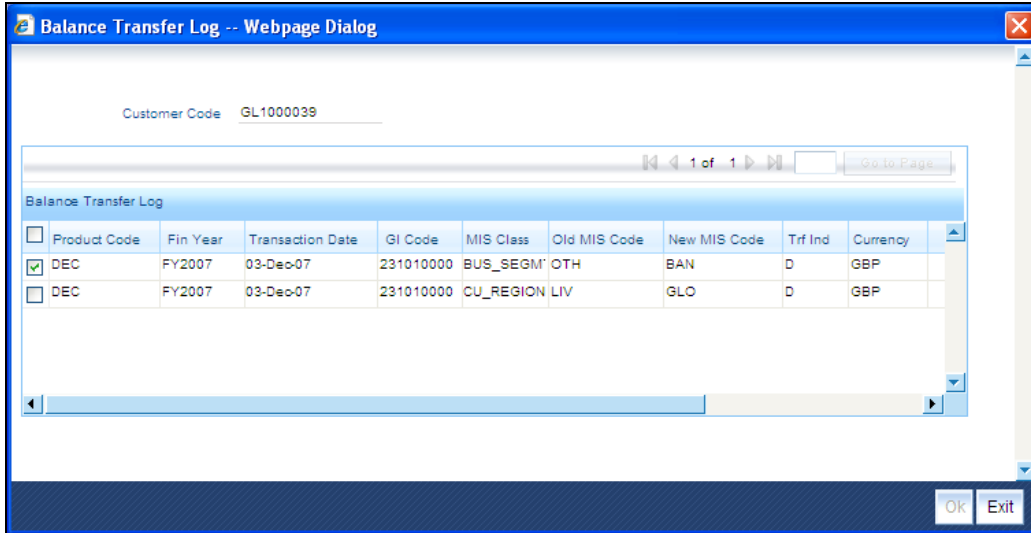 Balance Transfer Log -- Webpage Dialog
Customer Code GL1000039
1 of 1 Go to Page
Balance Transfer Log
Product Code Fin Year Transaction Date Gl Code MIS Class Old MIS Code New MIS Code Trf Ind Currency
DEC FY2007 03-Dec-07 231010000 BUS_SEGM OTH BAN D GBP
DEC FY2007 03-Dec-07 231010000 CU_REGION LIV GLO D GBP
Ok Exit